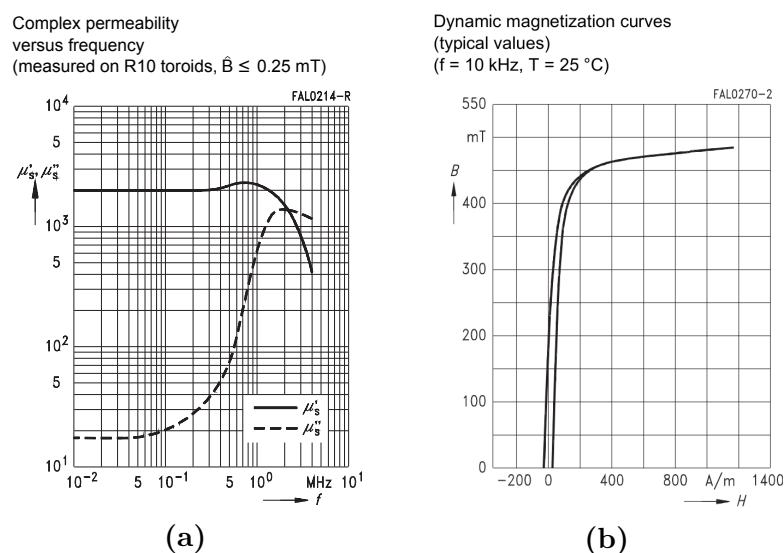 Complex permeability
versus frequency
(measured on R10 toroids, B̂ ≤ 0.25 mT)
FAL0214-R
10⁴
5
μ's, μ''s
10³
5
10²
5
10¹
μ's
μ''s
10⁻² 5 10⁻¹ 5 10⁰ MHz 10¹
f
(a)
Dynamic magnetization curves
(typical values)
(f = 10 kHz, T = 25 °C)
FAL0270-2
550
mT
B
400
300
200
100
0
-200 0 400 800 A/m 1400
H
(b)